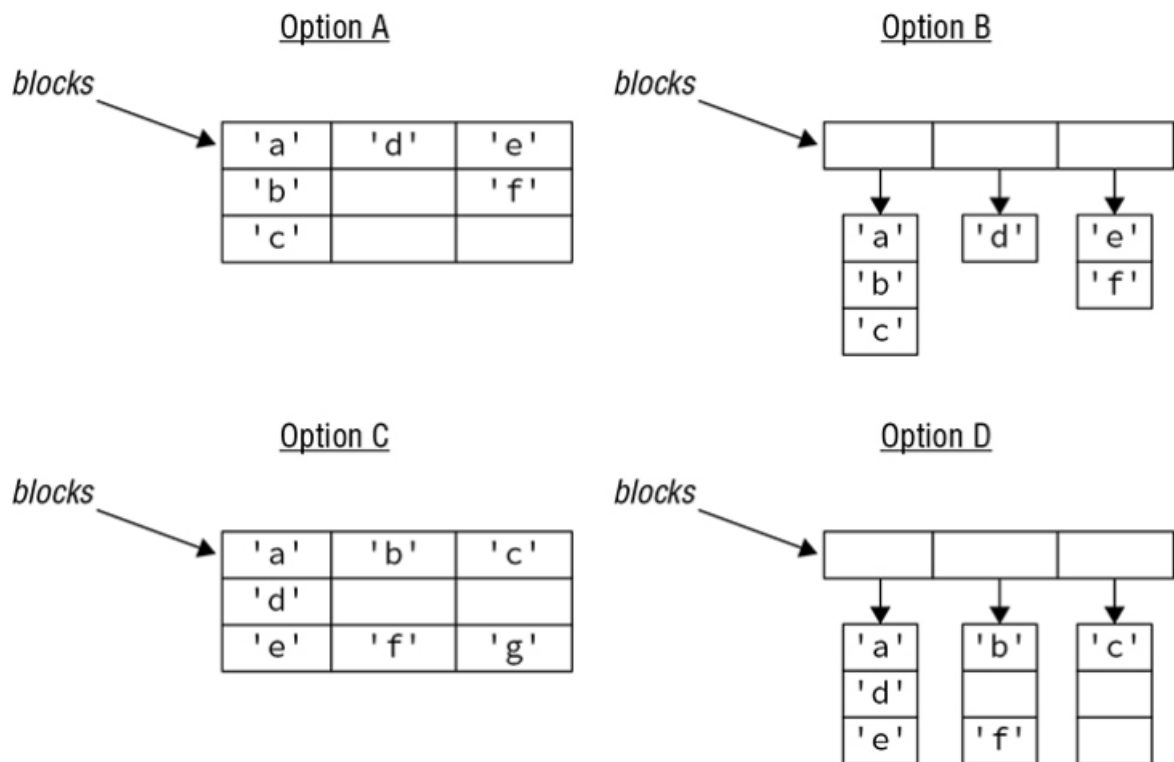 Option A
Option B
blocks
blocks
'a' 'd' 'e'
'b' 'f'
'c'
'a' 'd' 'e'
'b' 'f'
'c'
Option C
Option D
blocks
blocks
'a' 'b' 'c'
'd'
'e' 'f' 'g'
'a' 'b' 'c'
'd'
'e' 'f'